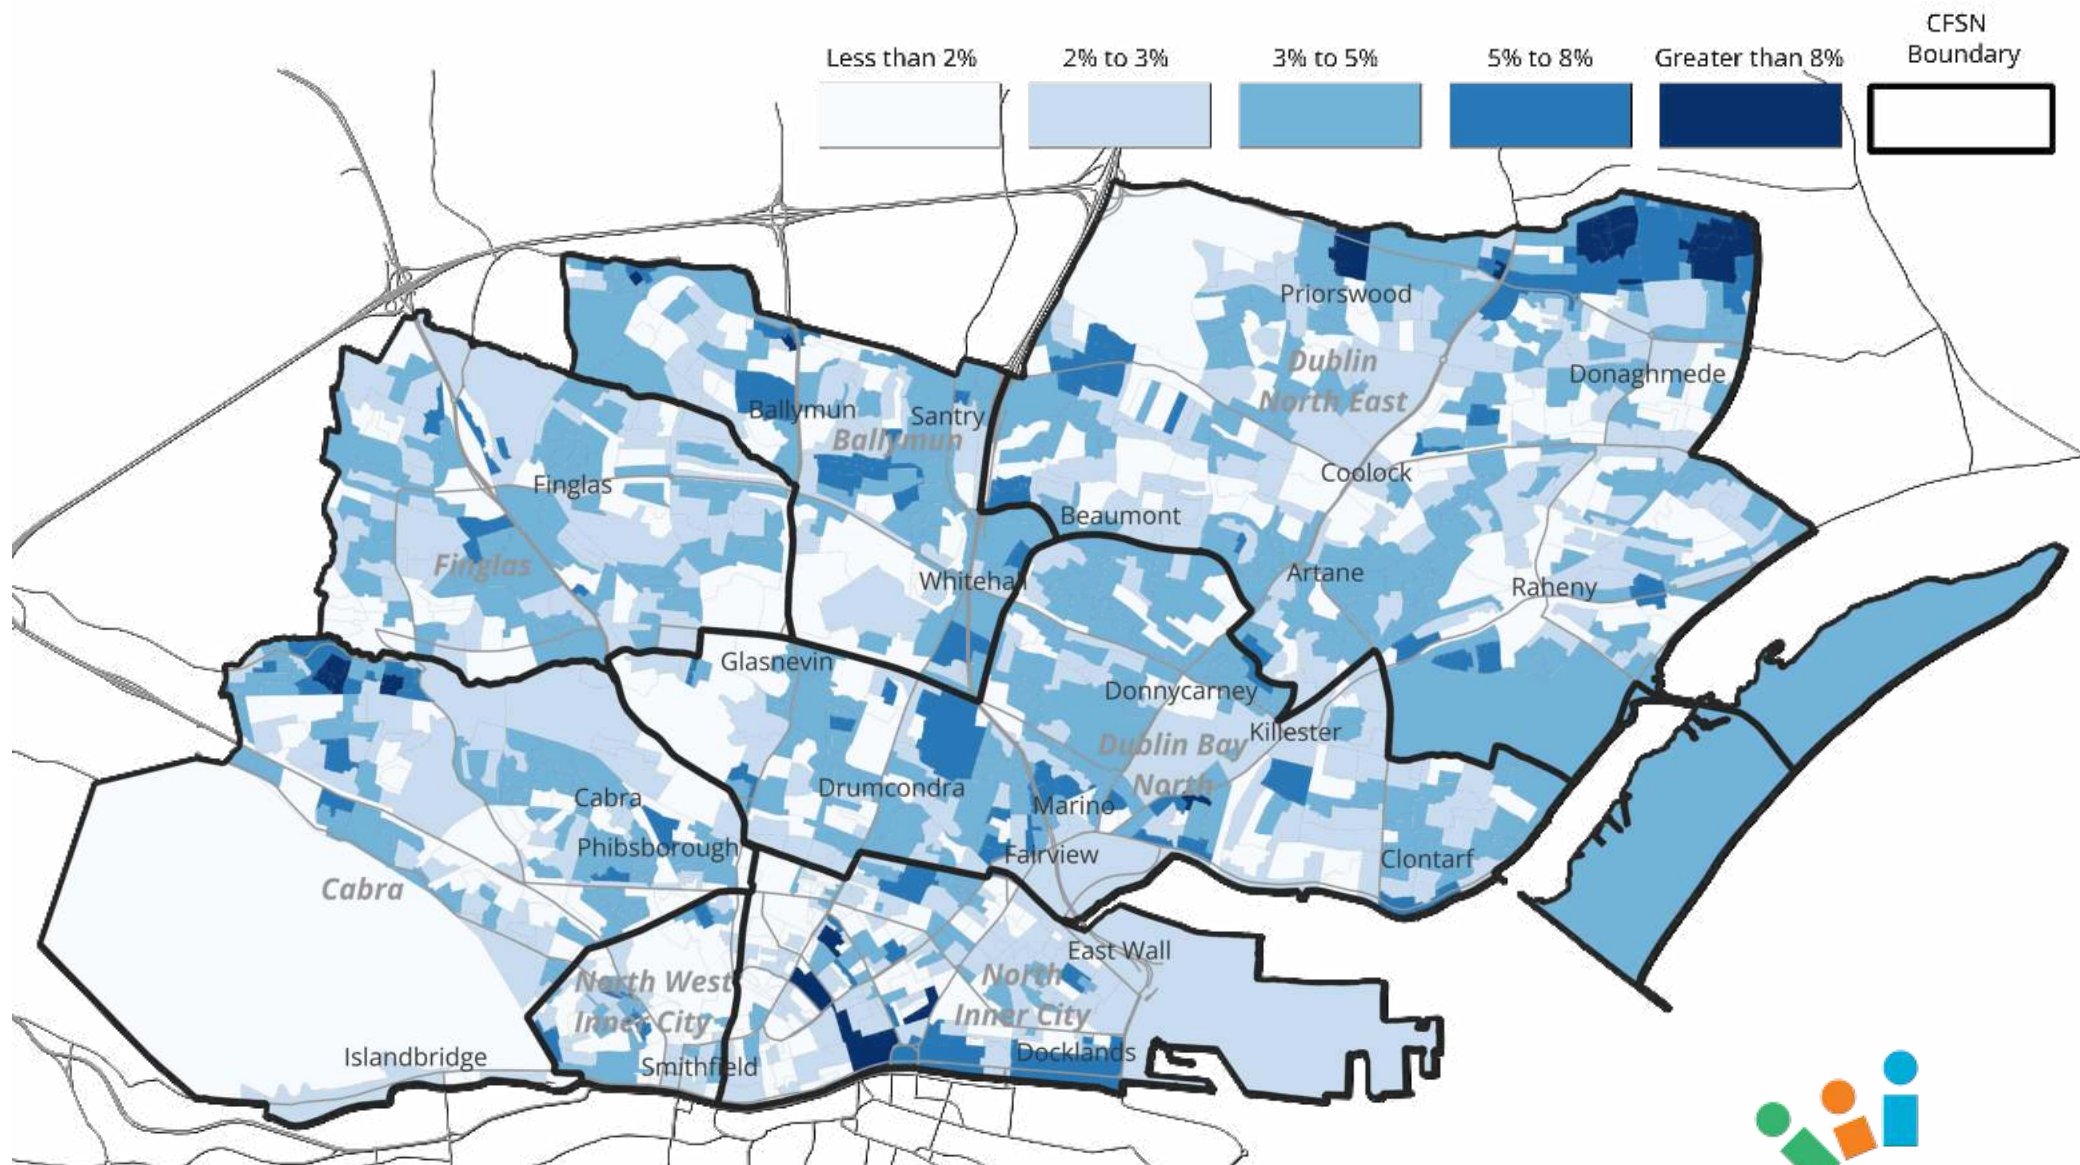 CFSN
Boundary
Less than 2%
2% to 3%
3% to 5%
5% to 8%
Greater than 8%
Priorswood
Dublin
North East
Donaghmede
Ballymun
Santry
Ballymun
Coolock
Finglas
Beaumont
Finglas
Whitehall
Artane
Raheny
Glasnevin
Donnycarney
Killester
Dublin Bay
North
Drumcondra
Marino
Cabra
Phibsborough
Fairview
Clontarf
Cabra
East Wall
North West
Inner City
North
Inner City
Islandbridge
Smithfield
Docklands